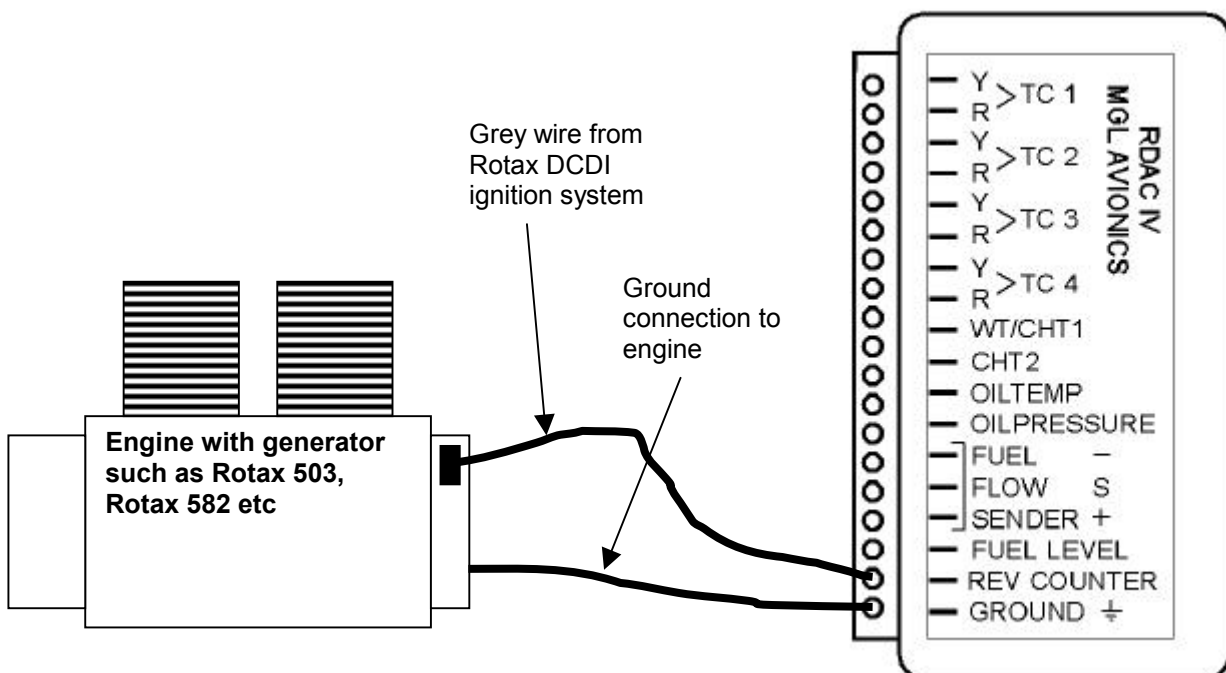 Grey wire from
Rotax DCDI
ignition system
Ground
connection to
engine
Engine with generator
such as Rotax 503,
Rotax 582 etc
Y
R
> TC 1
Y
R
> TC 2
Y
R
> TC 3
Y
R
> TC 4
WT/CHT1
CHT2
OILTEMP
OILPRESSURE
FUEL −
FLOW S
SENDER +
FUEL LEVEL
REV COUNTER
GROUND ⏚
RDAC IV
MGL AVIONICS